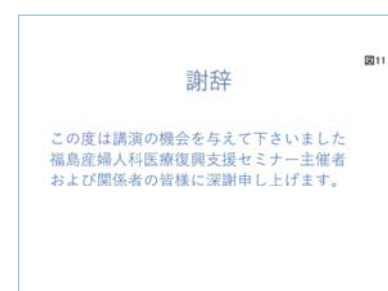 図11
謝辞
この度は講演の機会を与えて下さいました
福島産婦人科医療復興支援セミナー主催者
および関係者の皆様に深謝申し上げます。